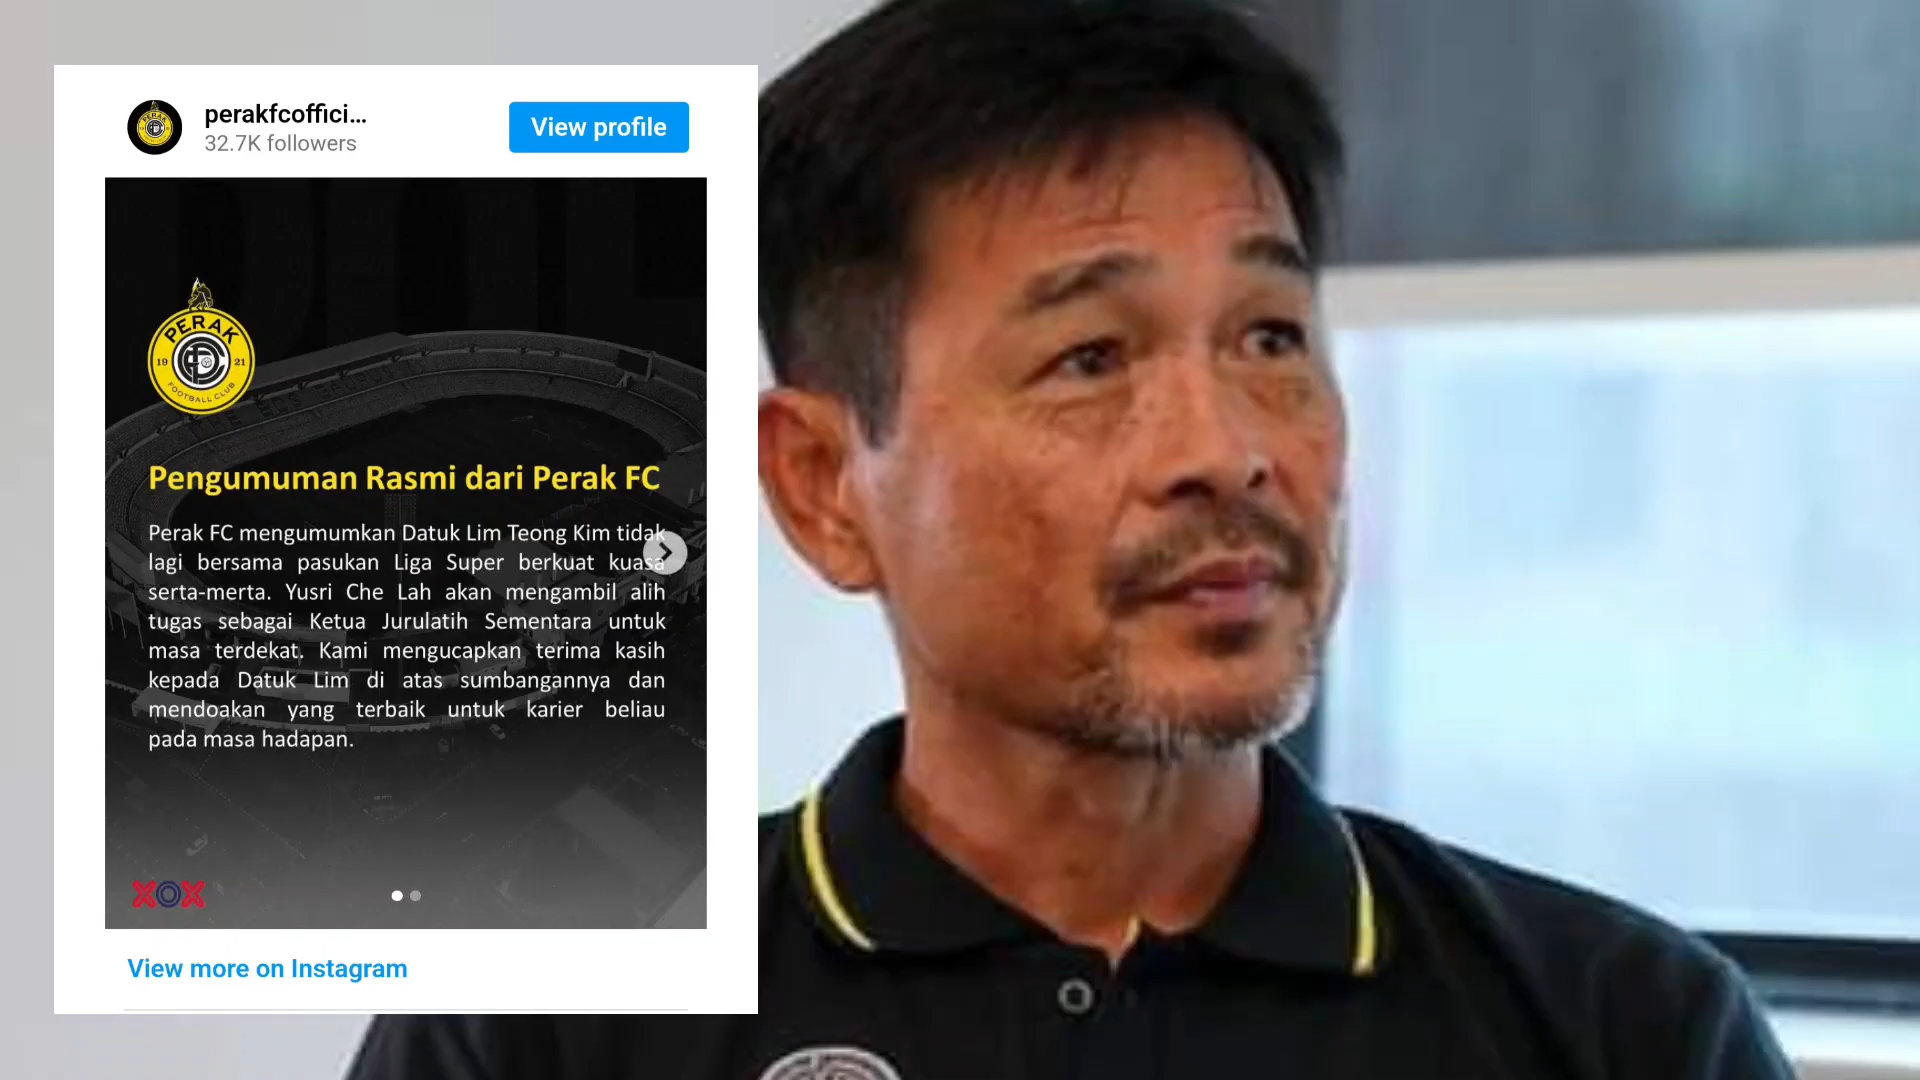 perakfcoffici...
32.7K followers
View profile
PERAK
19 21
FOOTBALL CLUB
Pengumuman Rasmi dari Perak FC
Perak FC mengumumkan Datuk Lim Teong Kim tidak
lagi bersama pasukan Liga Super berkuat kuasa
serta-merta. Yusri Che Lah akan mengambil alih
tugas sebagai Ketua Jurulatih Sementara untuk
masa terdekat. Kami mengucapkan terima kasih
kepada Datuk Lim di atas sumbangannya dan
mendoakan yang terbaik untuk karier beliau
pada masa hadapan.
XOX
View more on Instagram